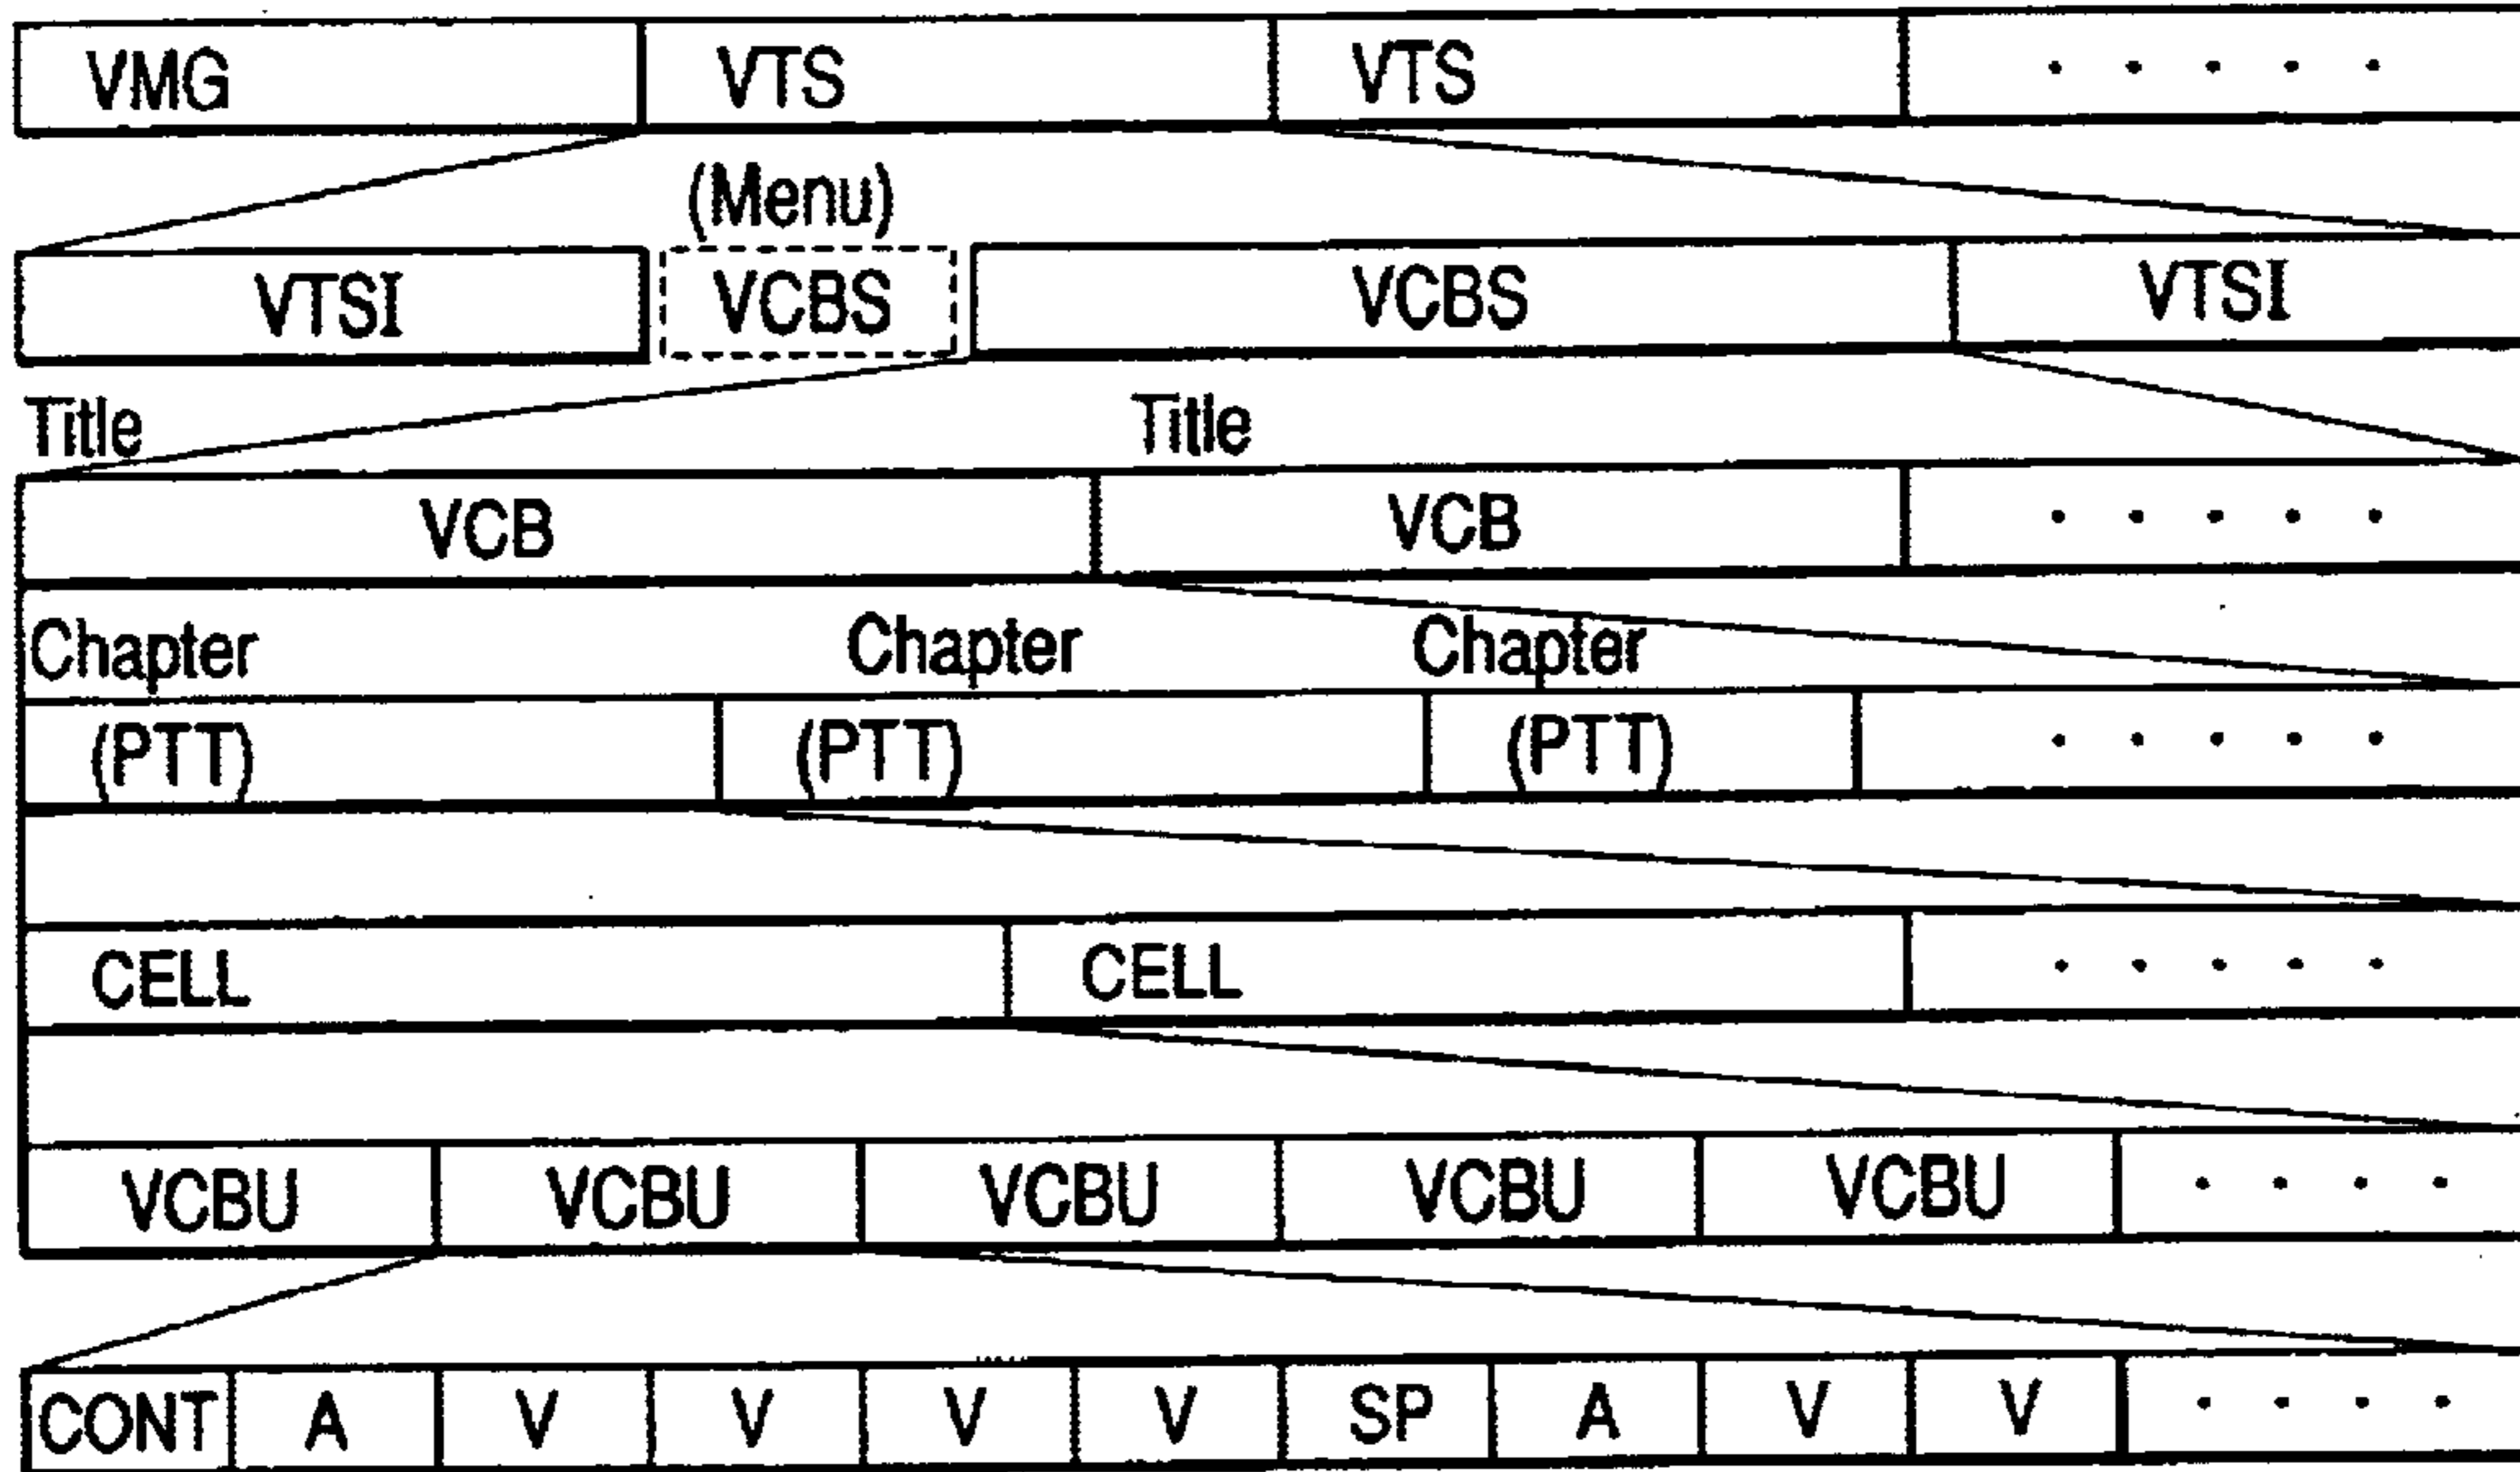 VMG VTS VTS . . . . .
(Menu)
VTSI VCBS VCBS VTSI
Title Title
VCB VCB . . . . .
Chapter Chapter Chapter
(PTT) (PTT) (PTT) . . . . .
CELL CELL . . . . .
VCBU VCBU VCBU VCBU VCBU . . . .
CONT A V V V V SP A V V . . . .